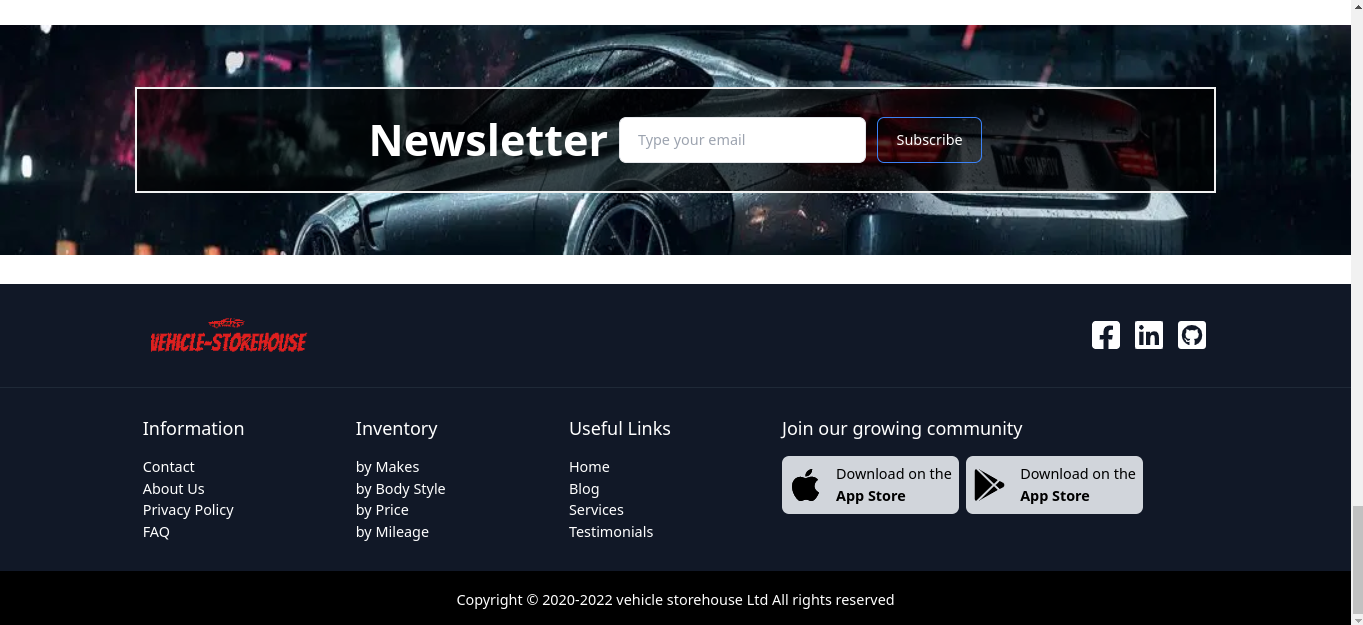 Newsletter
Type your email
Subscribe
VEHICLE-STOREHOUSE
Information
Contact
About Us
Privacy Policy
FAQ
Inventory
by Makes
by Body Style
by Price
by Mileage
Useful Links
Home
Blog
Services
Testimonials
Join our growing community
Download on the
App Store
Download on the
App Store
Copyright © 2020-2022 vehicle storehouse Ltd All rights reserved